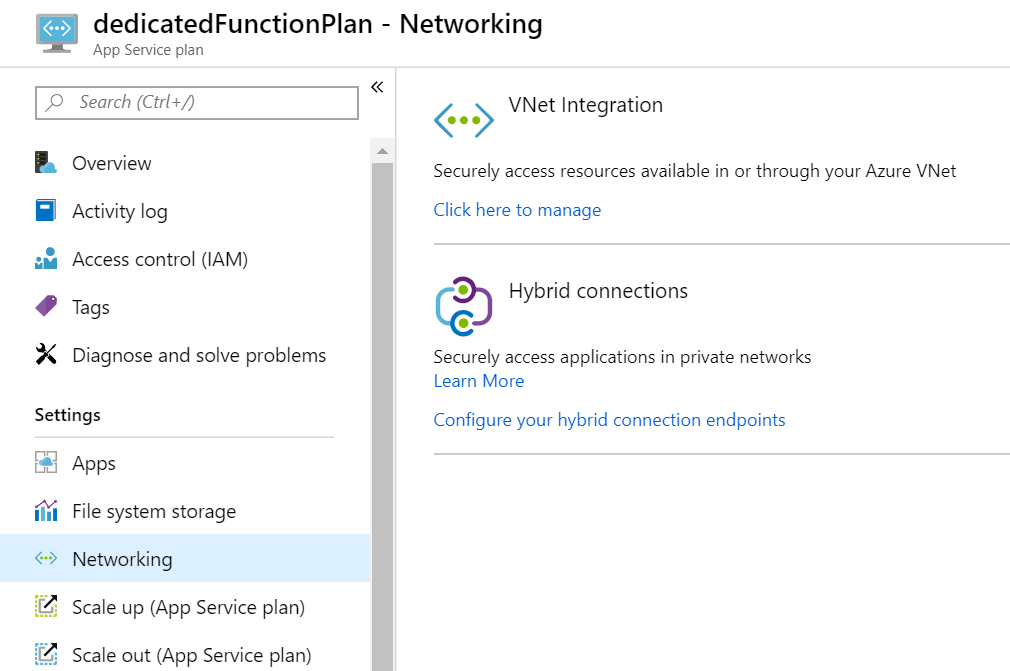 dedicatedFunctionPlan - Networking
App Service plan
Search (Ctrl+/)
Overview
Activity log
Access control (IAM)
Tags
Diagnose and solve problems
Settings
Apps
File system storage
Networking
Scale up (App Service plan)
Scale out (App Service plan)
VNet Integration
Securely access resources available in or through your Azure VNet
Click here to manage
Hybrid connections
Securely access applications in private networks
Learn More
Configure your hybrid connection endpoints